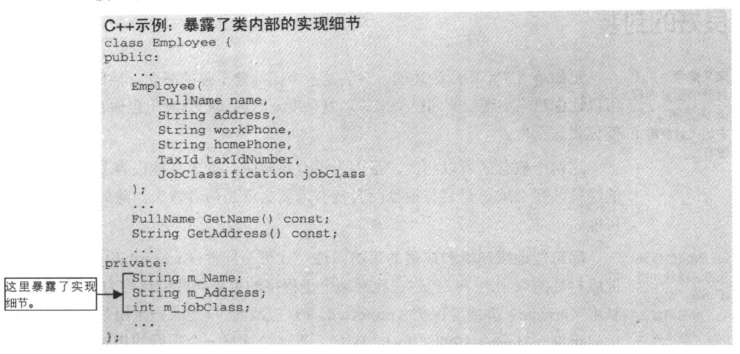 C++示例：暴露了类内部的实现细节
class Employee {
public:
...
Employee(
FullName name,
String address,
String workPhone,
String homePhone,
TaxId taxIdNumber,
JobClassification jobClass
);
...
FullName GetName() const;
String GetAddress() const;
...
private:
String m_Name;
String m_Address;
int m_jobClass;
...
};
这里暴露了实现
细节。